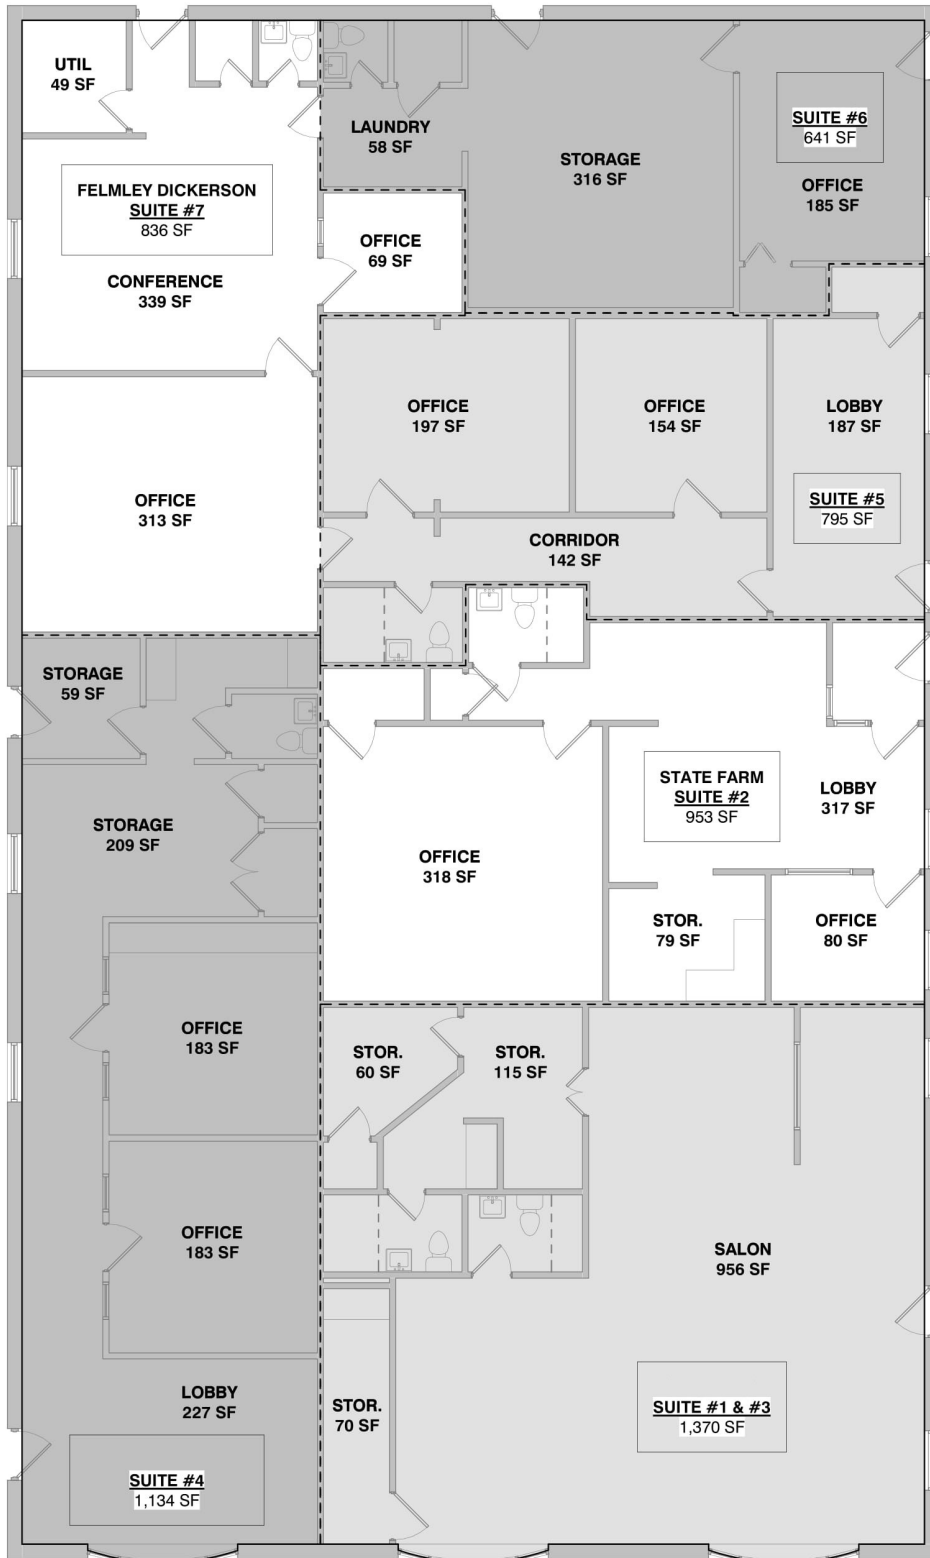 UTIL
49 SF
FELMLEY DICKERSON
SUITE #7
836 SF
CONFERENCE
339 SF
OFFICE
69 SF
OFFICE
313 SF
LAUNDRY
58 SF
STORAGE
316 SF
SUITE #6
641 SF
OFFICE
185 SF
OFFICE
197 SF
OFFICE
154 SF
LOBBY
187 SF
SUITE #5
795 SF
CORRIDOR
142 SF
STORAGE
59 SF
STORAGE
209 SF
OFFICE
318 SF
STATE FARM
SUITE #2
953 SF
LOBBY
317 SF
STOR.
79 SF
OFFICE
80 SF
OFFICE
183 SF
OFFICE
183 SF
LOBBY
227 SF
SUITE #4
1,134 SF
STOR.
60 SF
STOR.
115 SF
SALON
956 SF
STOR.
70 SF
SUITE #1 & #3
1,370 SF